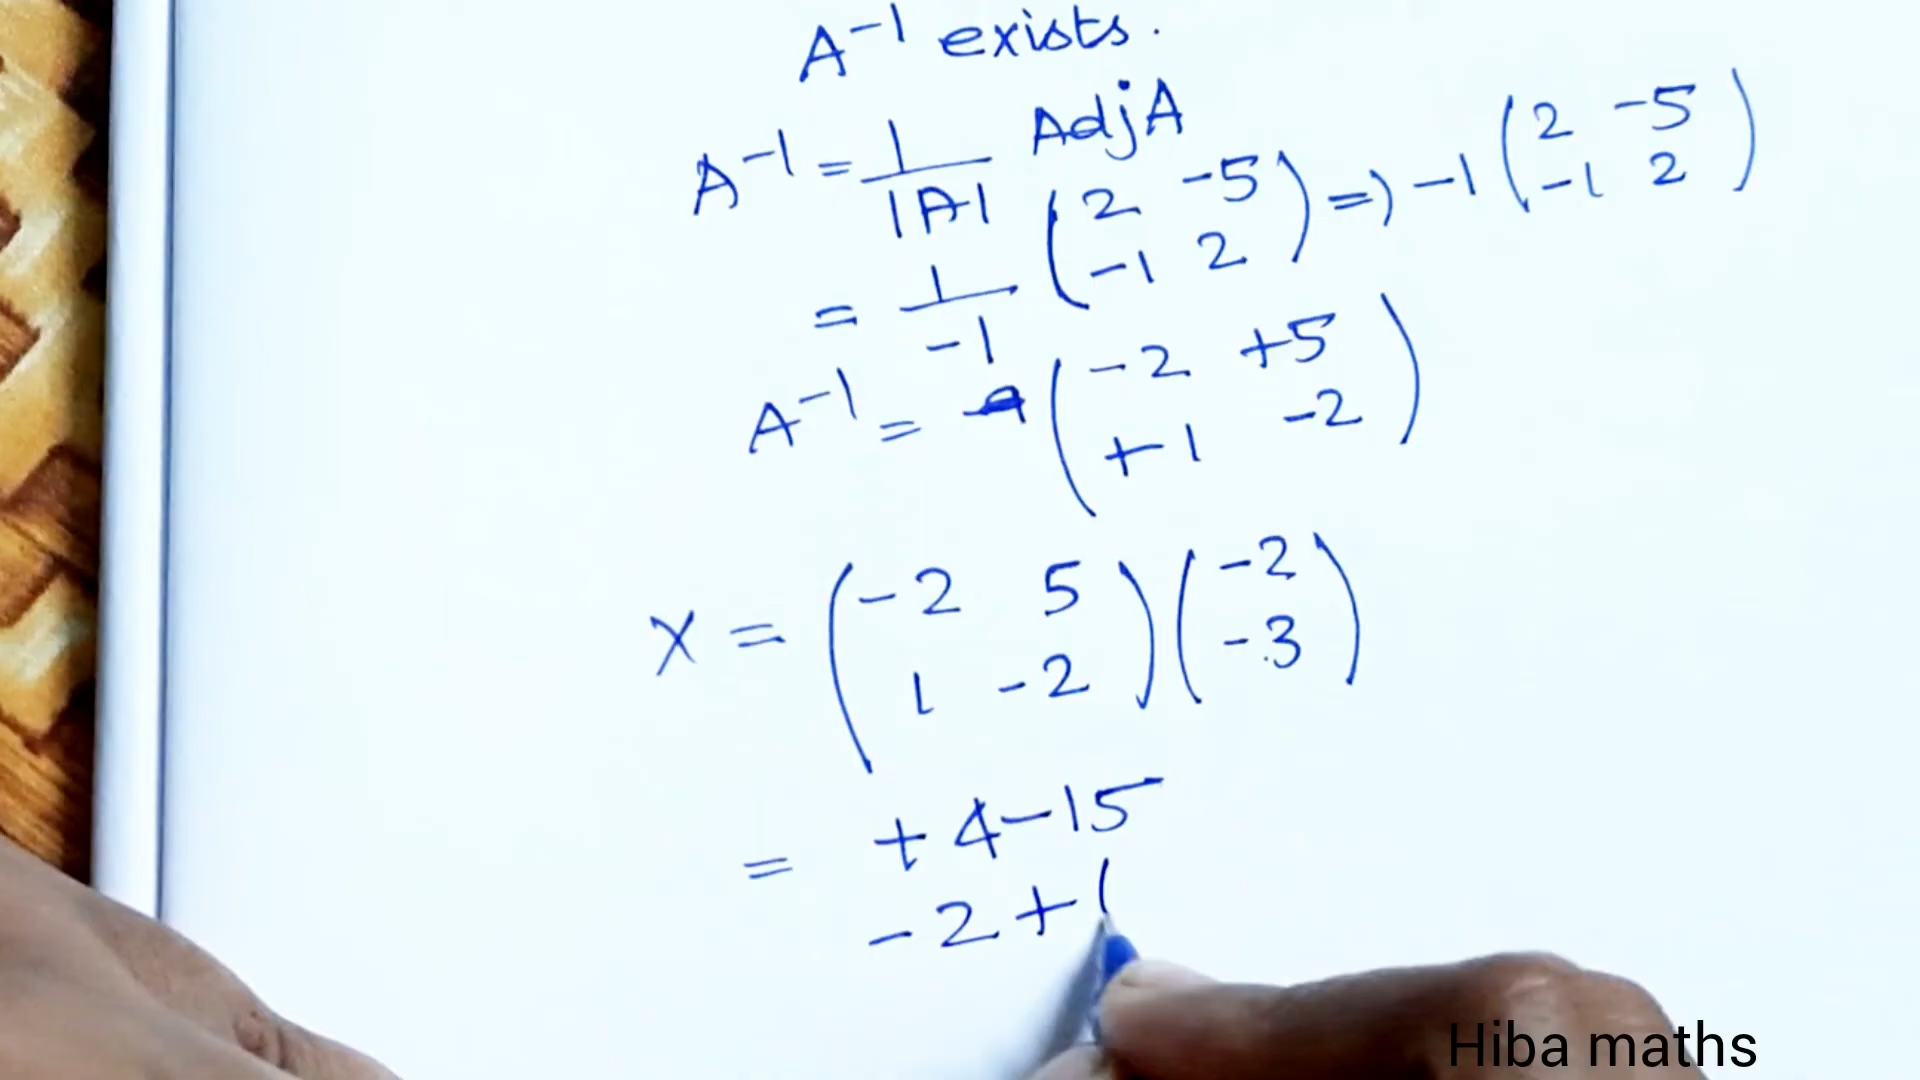 A⁻¹ exists.
A⁻¹ = 1/|A| AdjA
= 1/-1 (2 -5
-1 2) => -1 (2 -5
-1 2)
A⁻¹ = (-2 +5
+1 -2)
X = (-2 5
1 -2) (-2
-3)
= +4-15
-2+
Hiba maths